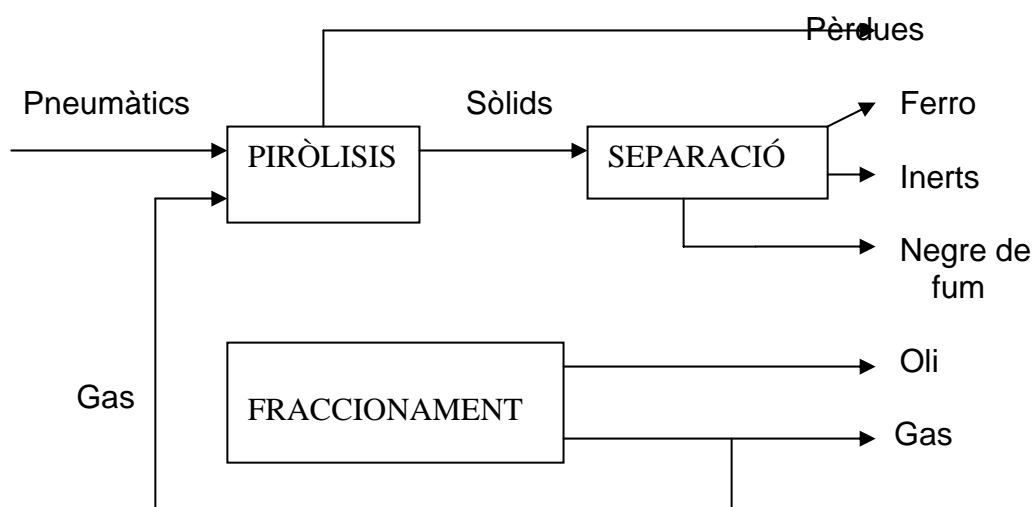 Pèrdues
Pneumàtics
Sòlids
Ferro
PIRÒLISIS
SEPARACIÓ
Inerts
Negre de
fum
Oli
Gas
FRACCIONAMENT
Gas